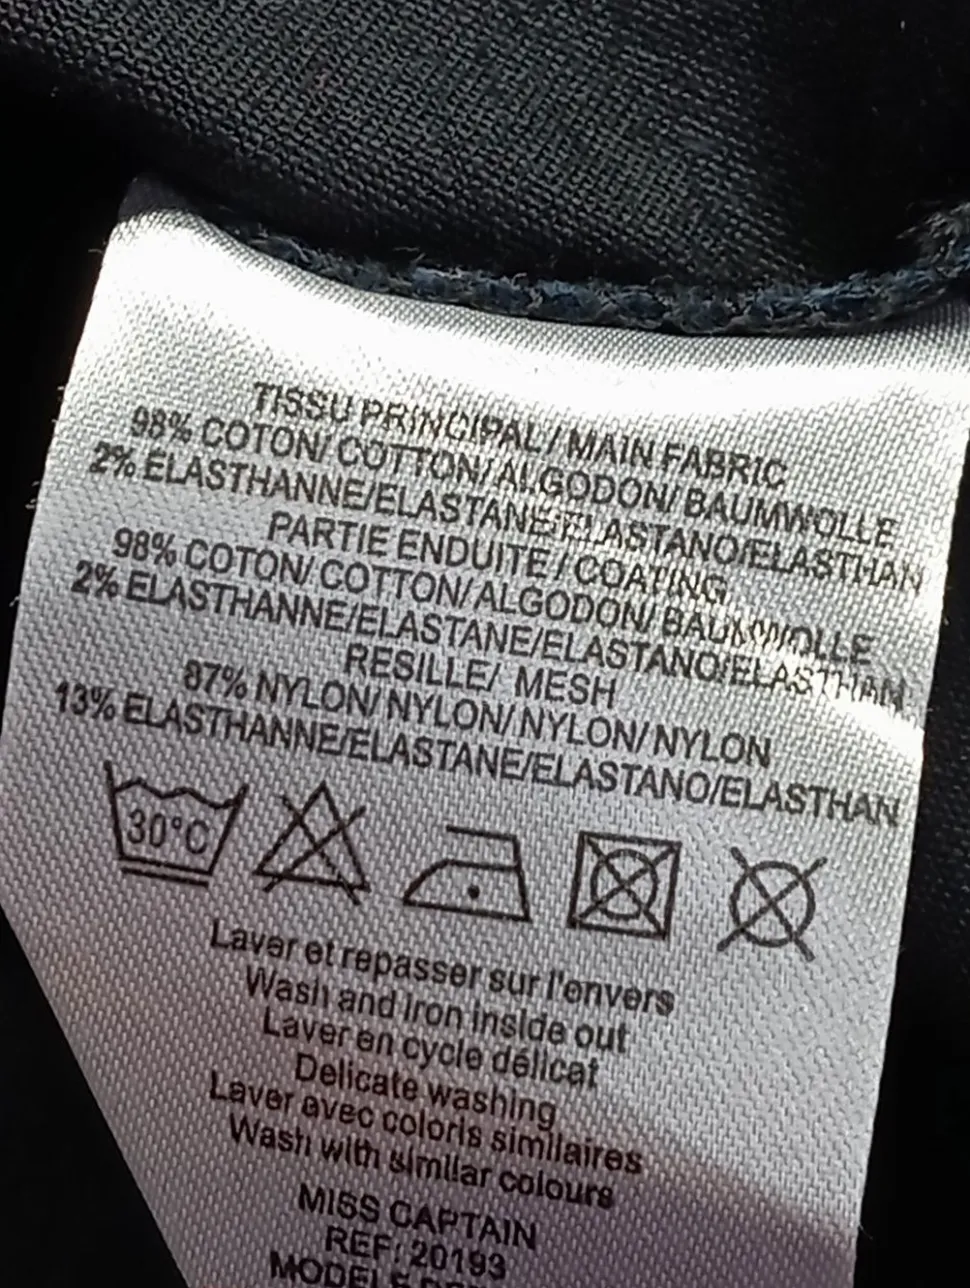 TISSU PRINCIPAL / MAIN FABRIC
98% COTON/ COTTON/ ALGODON/ BAUMWOLLE
2% ELASTHANNE/ELASTANE/ELASTANO/ELASTHAN
PARTIE ENDUITE / COATING
98% COTON/ COTTON/ ALGODON/ BAUMWOLLE
2% ELASTHANNE/ELASTANE/ELASTANO/ELASTHAN
RESILLE/ MESH
87% NYLON/ NYLON/ NYLON/ NYLON
13% ELASTHANNE/ELASTANE/ELASTANO/ELASTHAN
30°C
Laver et repasser sur l'envers
Wash and Iron inside out
Laver en cycle délicat
Delicate washing
Laver avec coloris similaires
Wash with similar colours
MISS CAPTAIN
REF: 20193
MODELE